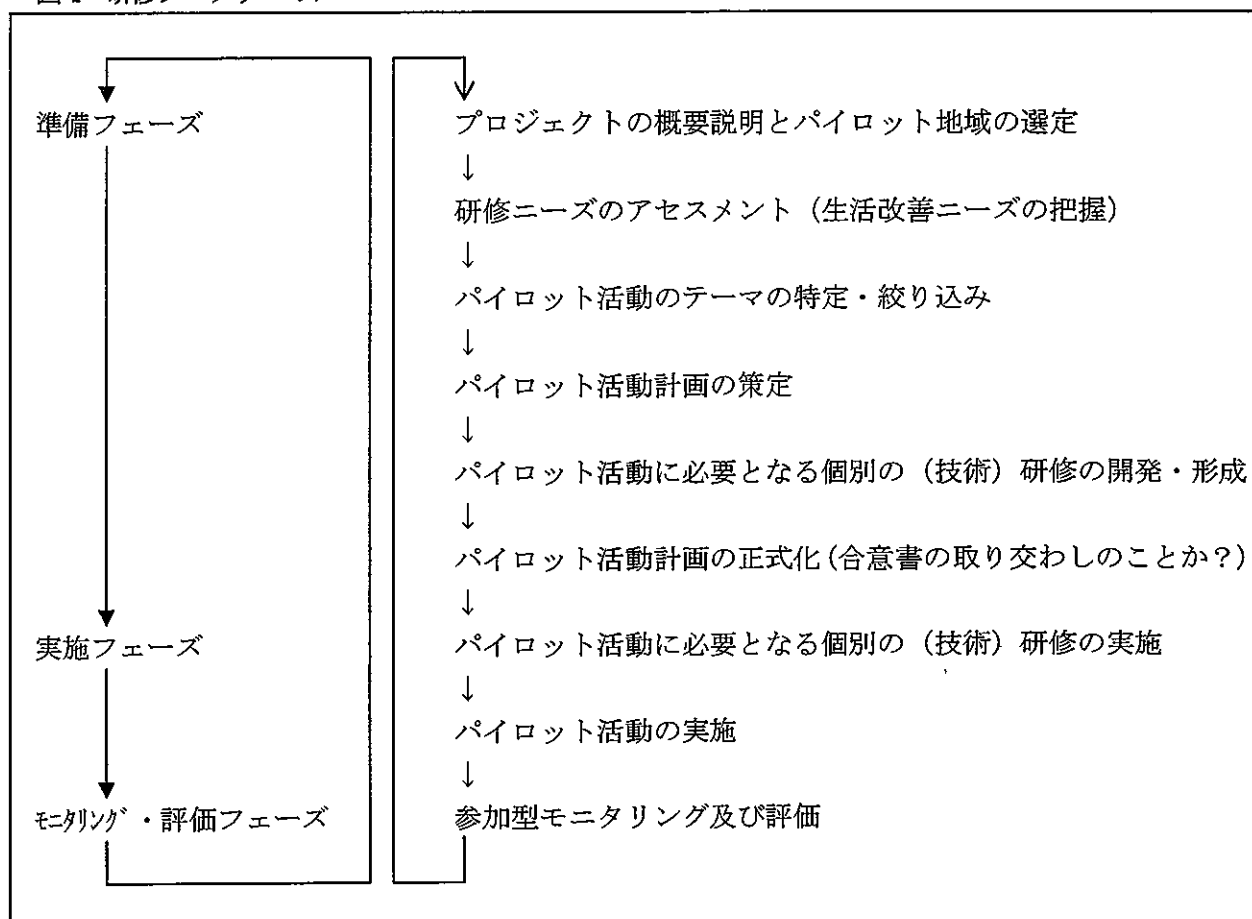 準備フェーズ
プロジェクトの概要説明とパイロット地域の選定
↓
研修ニーズのアセスメント（生活改善ニーズの把握）
↓
パイロット活動のテーマの特定・絞り込み
↓
パイロット活動計画の策定
↓
パイロット活動に必要となる個別の（技術）研修の開発・形成
↓
パイロット活動計画の正式化（合意書の取り交わしのことか？）
↓
実施フェーズ
パイロット活動に必要となる個別の（技術）研修の実施
↓
パイロット活動の実施
↓
ﾓﾆﾀﾘﾝｸﾞ・評価フェーズ
参加型モニタリング及び評価